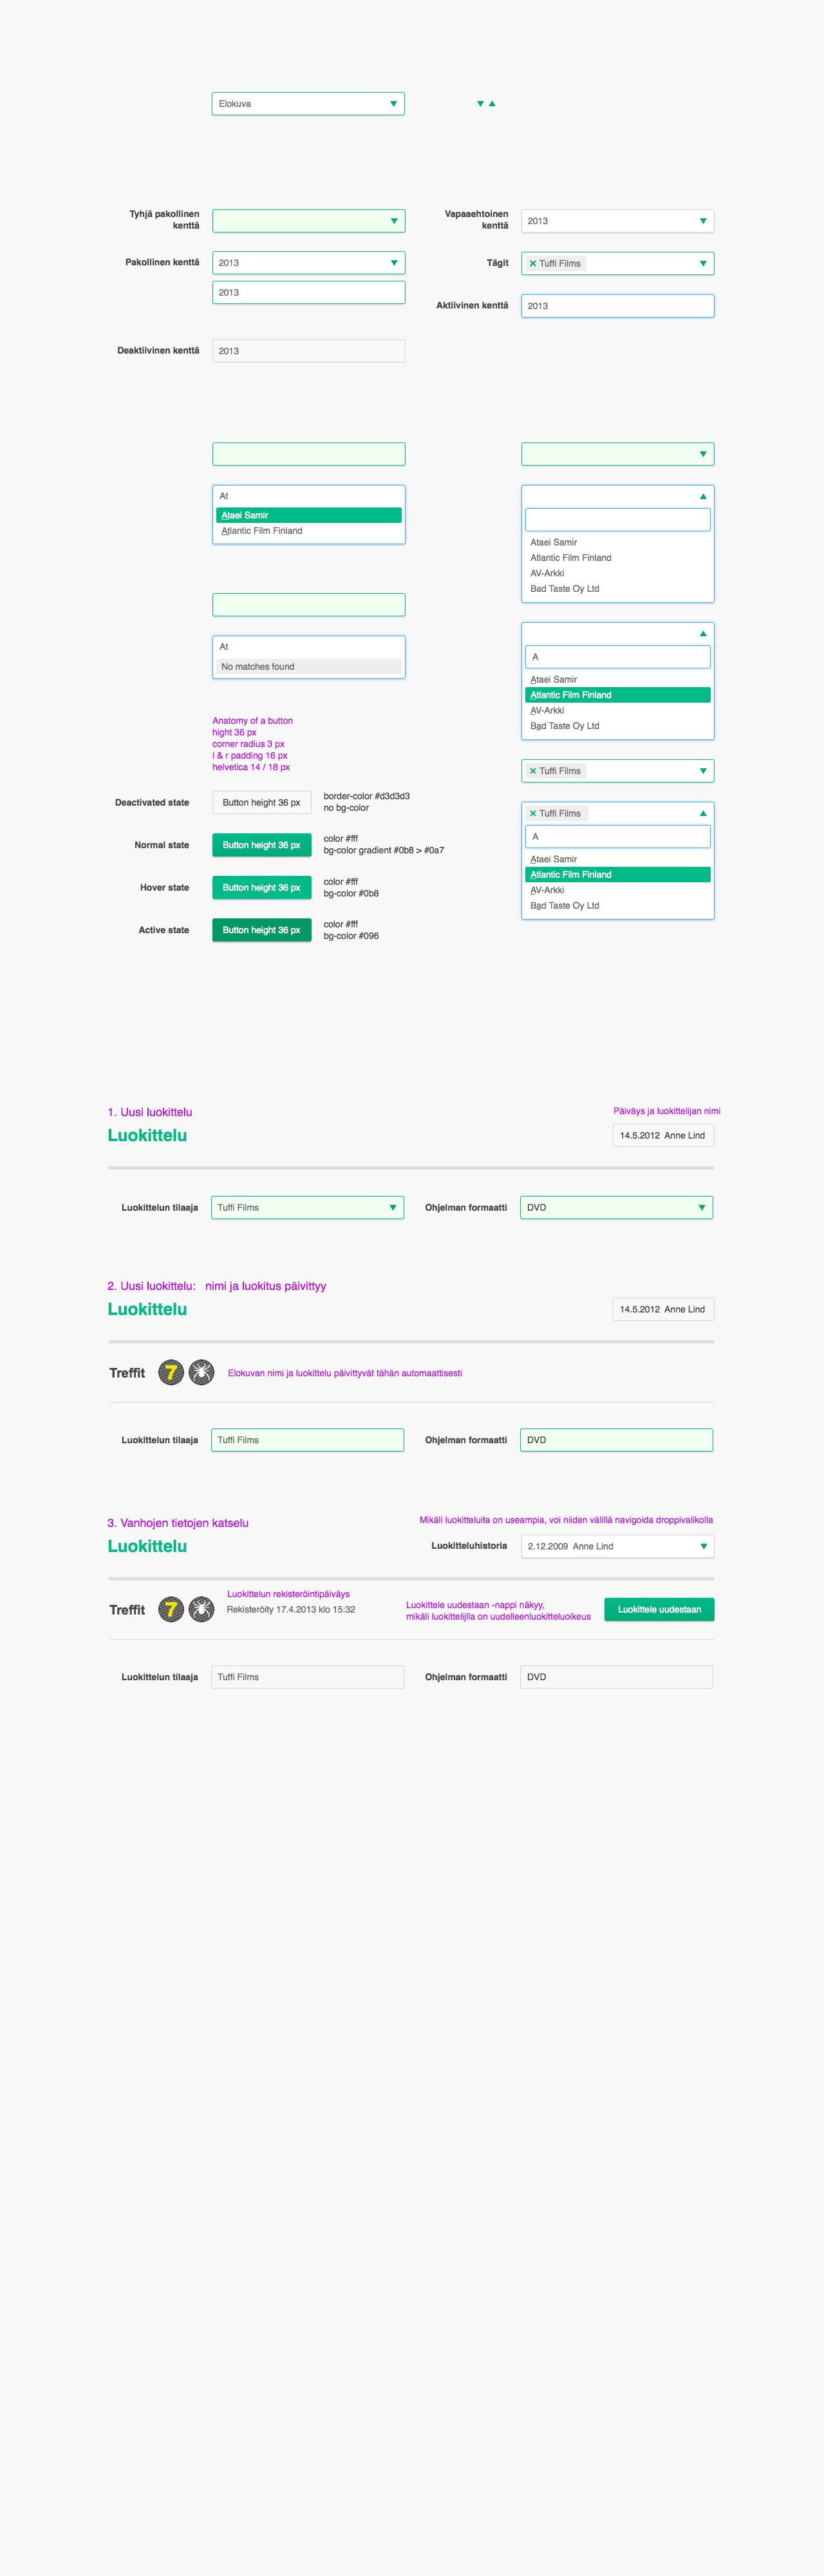 Elokuva
Tyhjä pakollinen
kenttä
Vapaaehtoinen
kenttä
2013
Pakollinen kenttä
2013
Tägit
Tuffi Films
2013
Aktiivinen kenttä
2013
Deaktiivinen kenttä
2013
At
Ataei Samir
Atlantic Film Finland
Ataei Samir
Atlantic Film Finland
AV-Arkki
Bad Taste Oy Ltd
At
No matches found
A
Ataei Samir
Atlantic Film Finland
AV-Arkki
Bad Taste Oy Ltd
Anatomy of a button
hight 36 px
corner radius 3 px
l & r padding 16 px
helvetica 14 / 18 px
Tuffi Films
Deactivated state
Button height 36 px
border-color #d3d3d3
no bg-color
Normal state
Button height 36 px
color #fff
bg-color gradient #0b8 > #0a7
Hover state
Button height 36 px
color #fff
bg-color #0b8
Active state
Button height 36 px
color #fff
bg-color #096
Tuffi Films
A
Ataei Samir
Atlantic Film Finland
AV-Arkki
Bad Taste Oy Ltd
1. Uusi luokittelu
Päiväys ja luokittelijan nimi
Luokittelu
14.5.2012 Anne Lind
Luokittelun tilaaja
Tuffi Films
Ohjelman formaatti
DVD
2. Uusi luokittelu: nimi ja luokitus päivittyy
Luokittelu
14.5.2012 Anne Lind
Treffit
7
Elokuvan nimi ja luokittelu päivittyvät tähän automaattisesti
Luokittelun tilaaja
Tuffi Films
Ohjelman formaatti
DVD
3. Vanhojen tietojen katselu
Mikäli luokitteluita on useampia, voi niiden välillä navigoida droppivalikolla
Luokittelu
Luokitteluhistoria
2.12.2009 Anne Lind
Treffit
7
Luokittelun rekisteröintipäiväys
Rekisteröity 17.4.2013 klo 15:32
Luokittele uudestaan -nappi näkyy,
mikäli luokittelijlla on uudelleenluokitteluoikeus
Luokittele uudestaan
Luokittelun tilaaja
Tuffi Films
Ohjelman formaatti
DVD